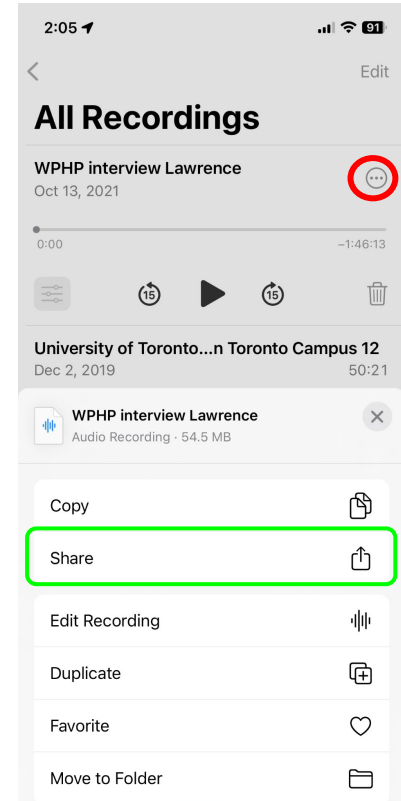 2:05 91
Edit
All Recordings
WPHP interview Lawrence
Oct 13, 2021
0:00 −1:46:13
15 15
University of Toronto...n Toronto Campus 12
Dec 2, 2019 50:21
WPHP interview Lawrence
Audio Recording · 54.5 MB
Copy
Share
Edit Recording
Duplicate
Favorite
Move to Folder